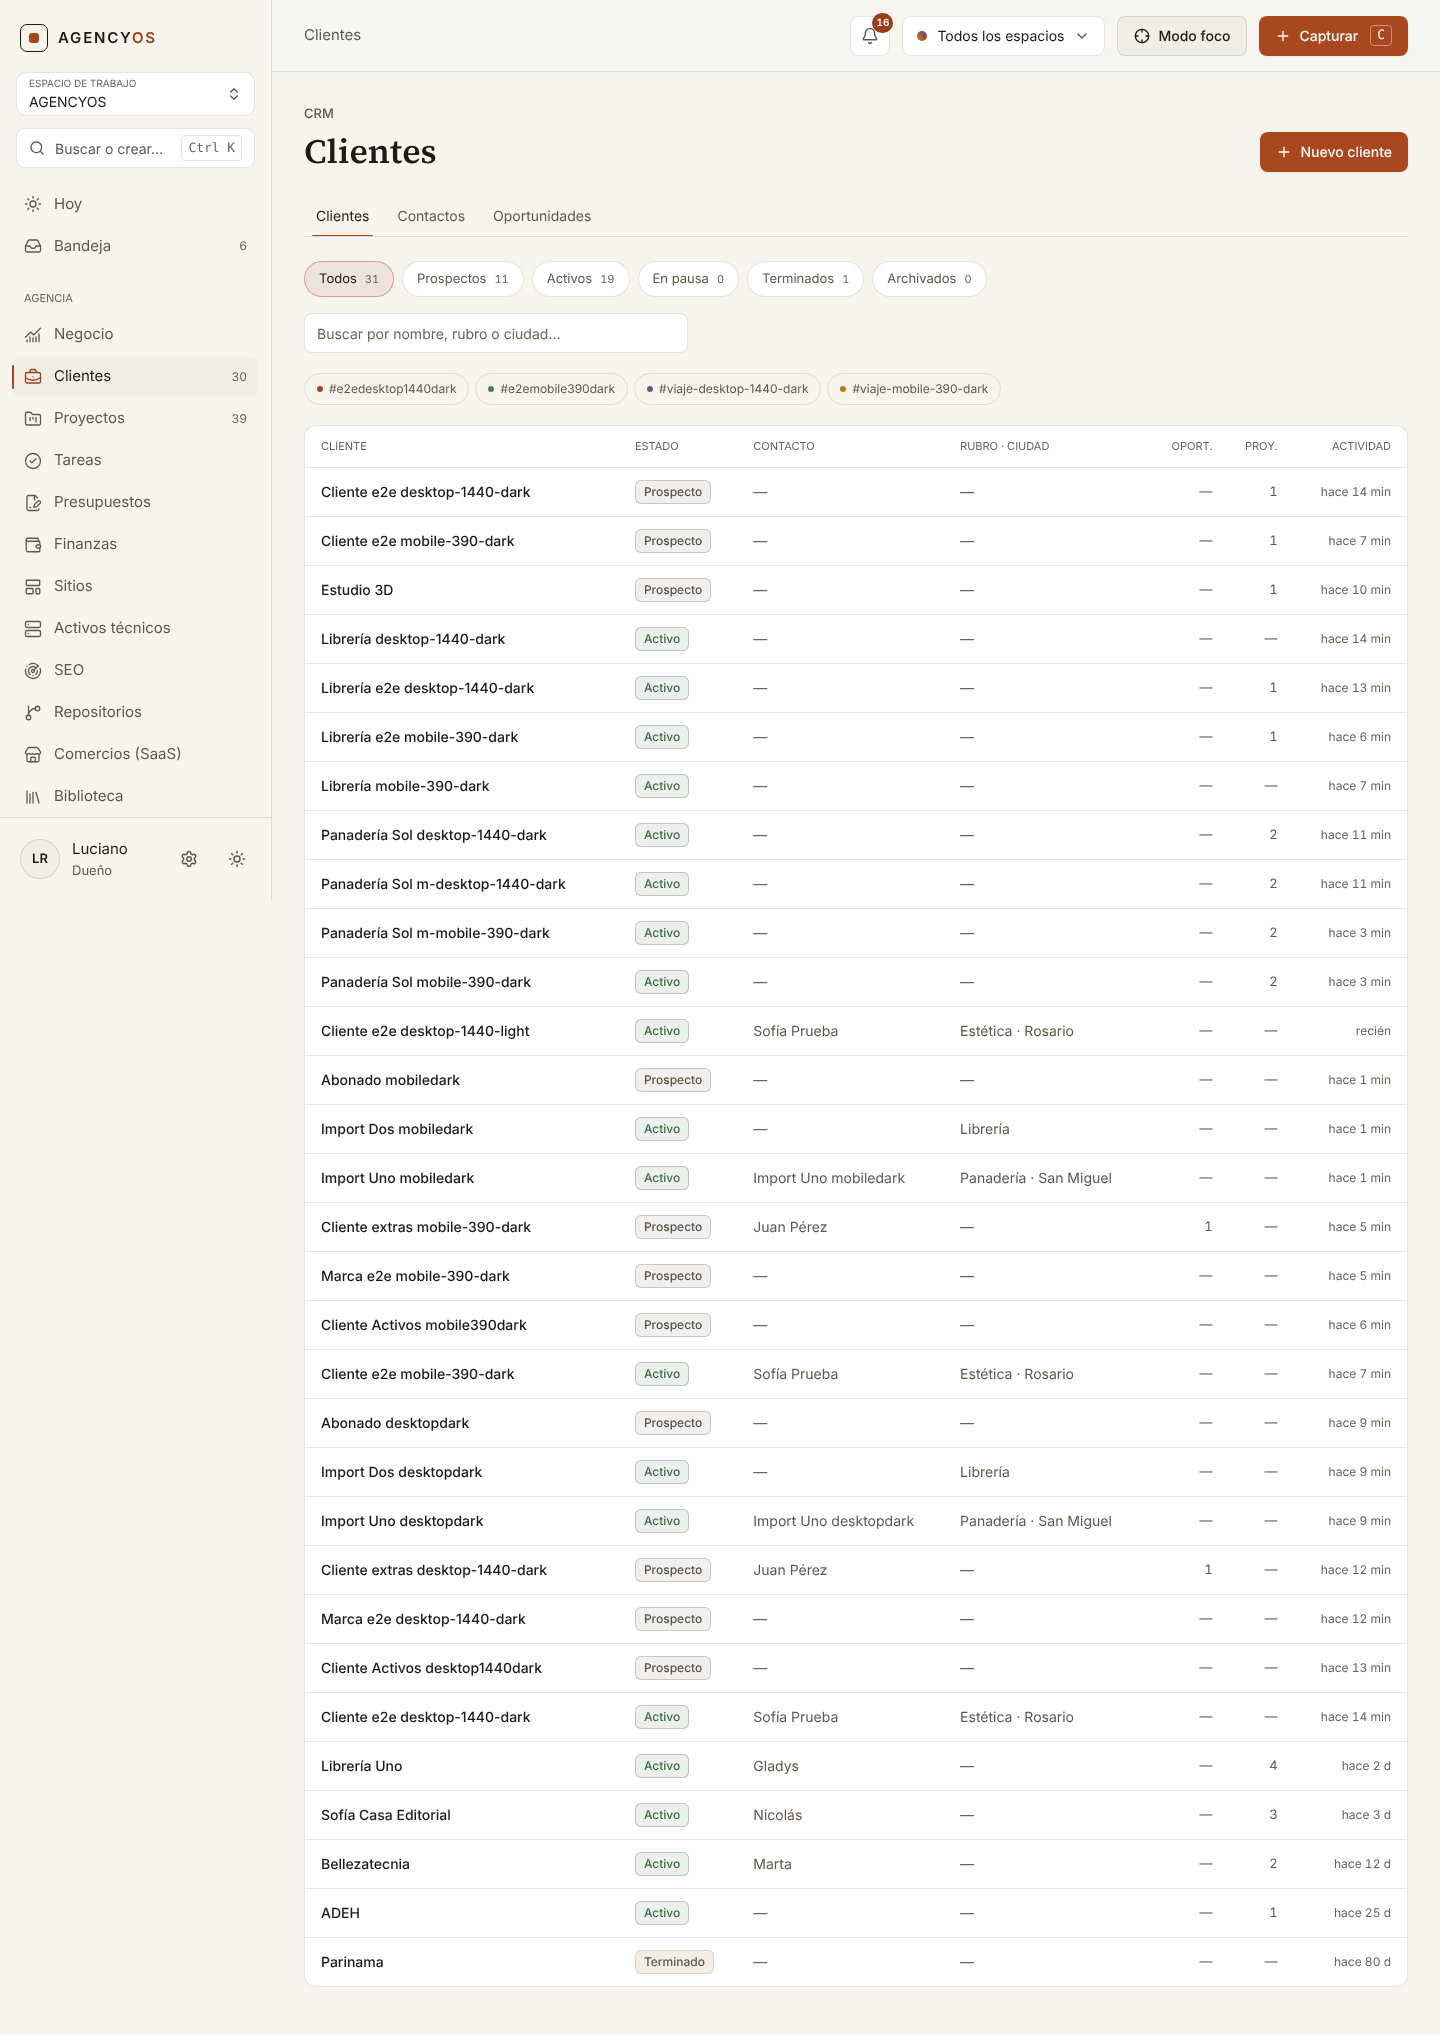 AGENCYOS
ESPACIO DE TRABAJO
AGENCYOS
Buscar o crear... Ctrl K
Hoy
Bandeja 6
AGENCIA
Negocio
Clientes 30
Proyectos 39
Tareas
Presupuestos
Finanzas
Sitios
Activos técnicos
SEO
Repositorios
Comercios (SaaS)
Biblioteca
LR Luciano
Dueño
Clientes 16 Todos los espacios Modo foco Capturar C
CRM
Clientes
Nuevo cliente
Clientes Contactos Oportunidades
Todos 31 Prospectos 11 Activos 19 En pausa 0 Terminados 1 Archivados 0
Buscar por nombre, rubro o ciudad...
#e2edesktop1440dark #e2emobile390dark #viaje-desktop-1440-dark #viaje-mobile-390-dark
CLIENTE ESTADO CONTACTO RUBRO · CIUDAD OPORT. PROY. ACTIVIDAD
Cliente e2e desktop-1440-dark Prospecto — — — 1 hace 14 min
Cliente e2e mobile-390-dark Prospecto — — — 1 hace 7 min
Estudio 3D Prospecto — — — 1 hace 10 min
Librería desktop-1440-dark Activo — — — — hace 14 min
Librería e2e desktop-1440-dark Activo — — — 1 hace 13 min
Librería e2e mobile-390-dark Activo — — — 1 hace 6 min
Librería mobile-390-dark Activo — — — — hace 7 min
Panadería Sol desktop-1440-dark Activo — — — 2 hace 11 min
Panadería Sol m-desktop-1440-dark Activo — — — 2 hace 11 min
Panadería Sol m-mobile-390-dark Activo — — — 2 hace 3 min
Panadería Sol mobile-390-dark Activo — — — 2 hace 3 min
Cliente e2e desktop-1440-light Activo Sofía Prueba Estética · Rosario — — recién
Abonado mobiledark Prospecto — — — — hace 1 min
Import Dos mobiledark Activo — Librería — — hace 1 min
Import Uno mobiledark Activo Import Uno mobiledark Panadería · San Miguel — — hace 1 min
Cliente extras mobile-390-dark Prospecto Juan Pérez — 1 — hace 5 min
Marca e2e mobile-390-dark Prospecto — — — — hace 5 min
Cliente Activos mobile390dark Prospecto — — — — hace 6 min
Cliente e2e mobile-390-dark Activo Sofía Prueba Estética · Rosario — — hace 7 min
Abonado desktopdark Prospecto — — — — hace 9 min
Import Dos desktopdark Activo — Librería — — hace 9 min
Import Uno desktopdark Activo Import Uno desktopdark Panadería · San Miguel — — hace 9 min
Cliente extras desktop-1440-dark Prospecto Juan Pérez — 1 — hace 12 min
Marca e2e desktop-1440-dark Prospecto — — — — hace 12 min
Cliente Activos desktop1440dark Prospecto — — — — hace 13 min
Cliente e2e desktop-1440-dark Activo Sofía Prueba Estética · Rosario — — hace 14 min
Librería Uno Activo Gladys — — 4 hace 2 d
Sofía Casa Editorial Activo Nicolás — — 3 hace 3 d
Bellezatecnia Activo Marta — — 2 hace 12 d
ADEH Activo — — — 1 hace 25 d
Parinama Terminado — — — — hace 80 d